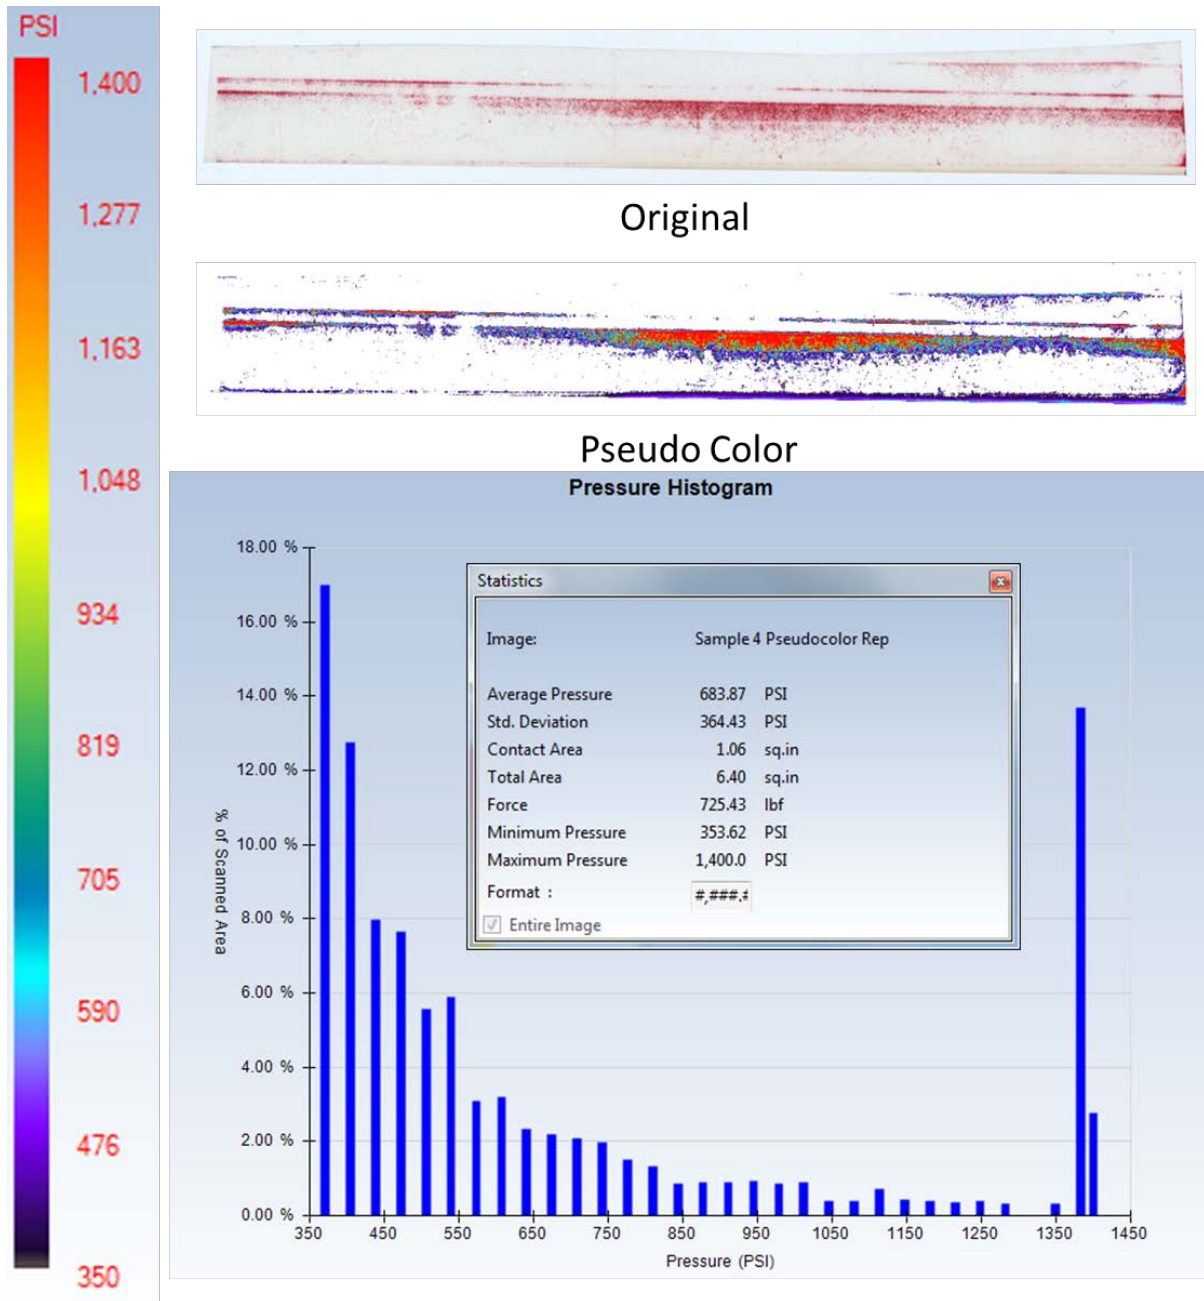 PSI
1,400
1,277
1,163
1,048
934
819
705
590
476
350
Original
Pseudo Color
Pressure Histogram
18.00 %
16.00 %
14.00 %
12.00 %
10.00 %
8.00 %
6.00 %
4.00 %
2.00 %
0.00 %
% of Scanned Area
Statistics
x
Image: Sample 4 Pseudocolor Rep
Average Pressure 683.87 PSI
Std. Deviation 364.43 PSI
Contact Area 1.06 sq.in
Total Area 6.40 sq.in
Force 725.43 lbf
Minimum Pressure 353.62 PSI
Maximum Pressure 1,400.0 PSI
Format : #,###.#
Entire Image
350 450 550 650 750 850 950 1050 1150 1250 1350 1450
Pressure (PSI)